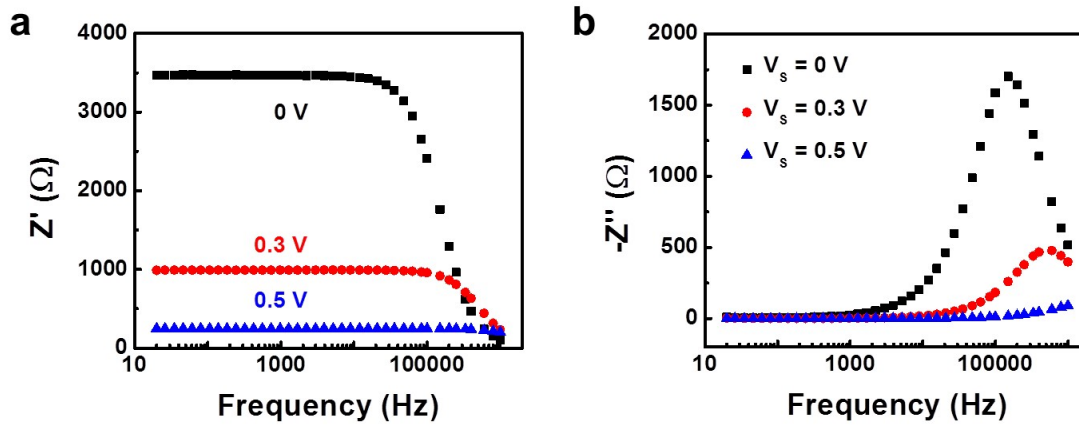 a
4000
3000
2000
1000
0
Z' (Ω)
0 V
0.3 V
0.5 V
10
1000
100000
Frequency (Hz)
b
2000
1500
1000
500
0
-Z'' (Ω)
V_s = 0 V
V_s = 0.3 V
V_s = 0.5 V
10
1000
100000
Frequency (Hz)